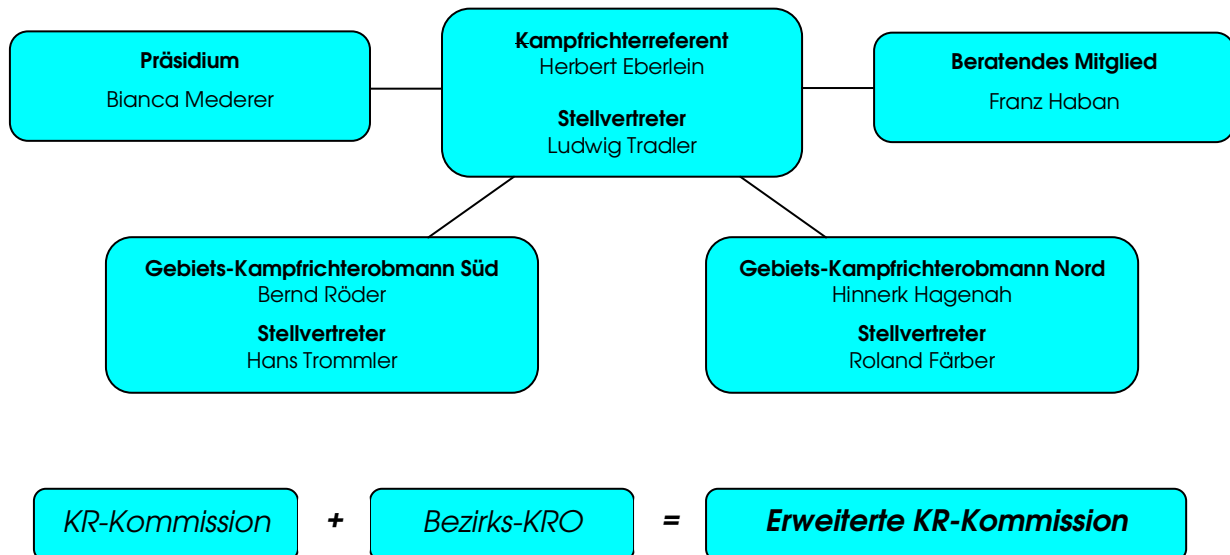 Präsidium
Bianca Mederer
Kampfrichterreferent
Herbert Eberlein
Stellvertreter
Ludwig Tradler
Beratendes Mitglied
Franz Haban
Gebiets-Kampfrichterobmann Süd
Bernd Röder
Stellvertreter
Hans Trommler
Gebiets-Kampfrichterobmann Nord
Hinnerk Hagenah
Stellvertreter
Roland Färber
KR-Kommission + Bezirks-KRO = Erweiterte KR-Kommission